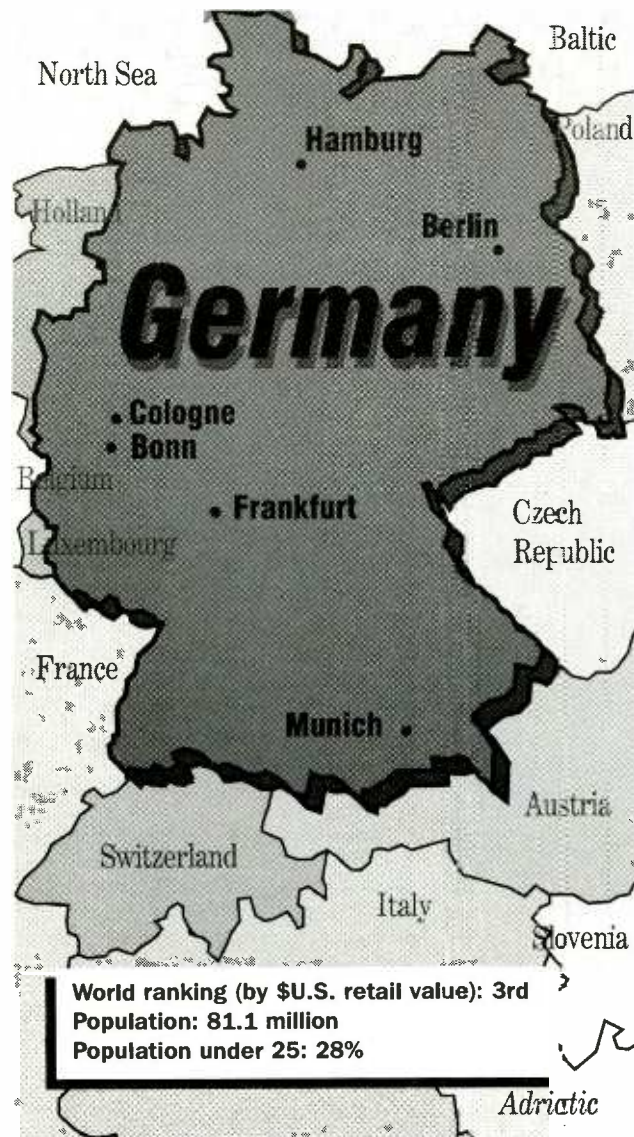 Baltic
North Sea
Poland
Hamburg
Holland
Berlin
Germany
Cologne
Bonn
Belgium
Frankfurt
Czech
Republic
Luxembourg
France
Munich
Austria
Switzerland
Italy
Slovenia
World ranking (by $U.S. retail value): 3rd
Population: 81.1 million
Population under 25: 28%
Adriatic